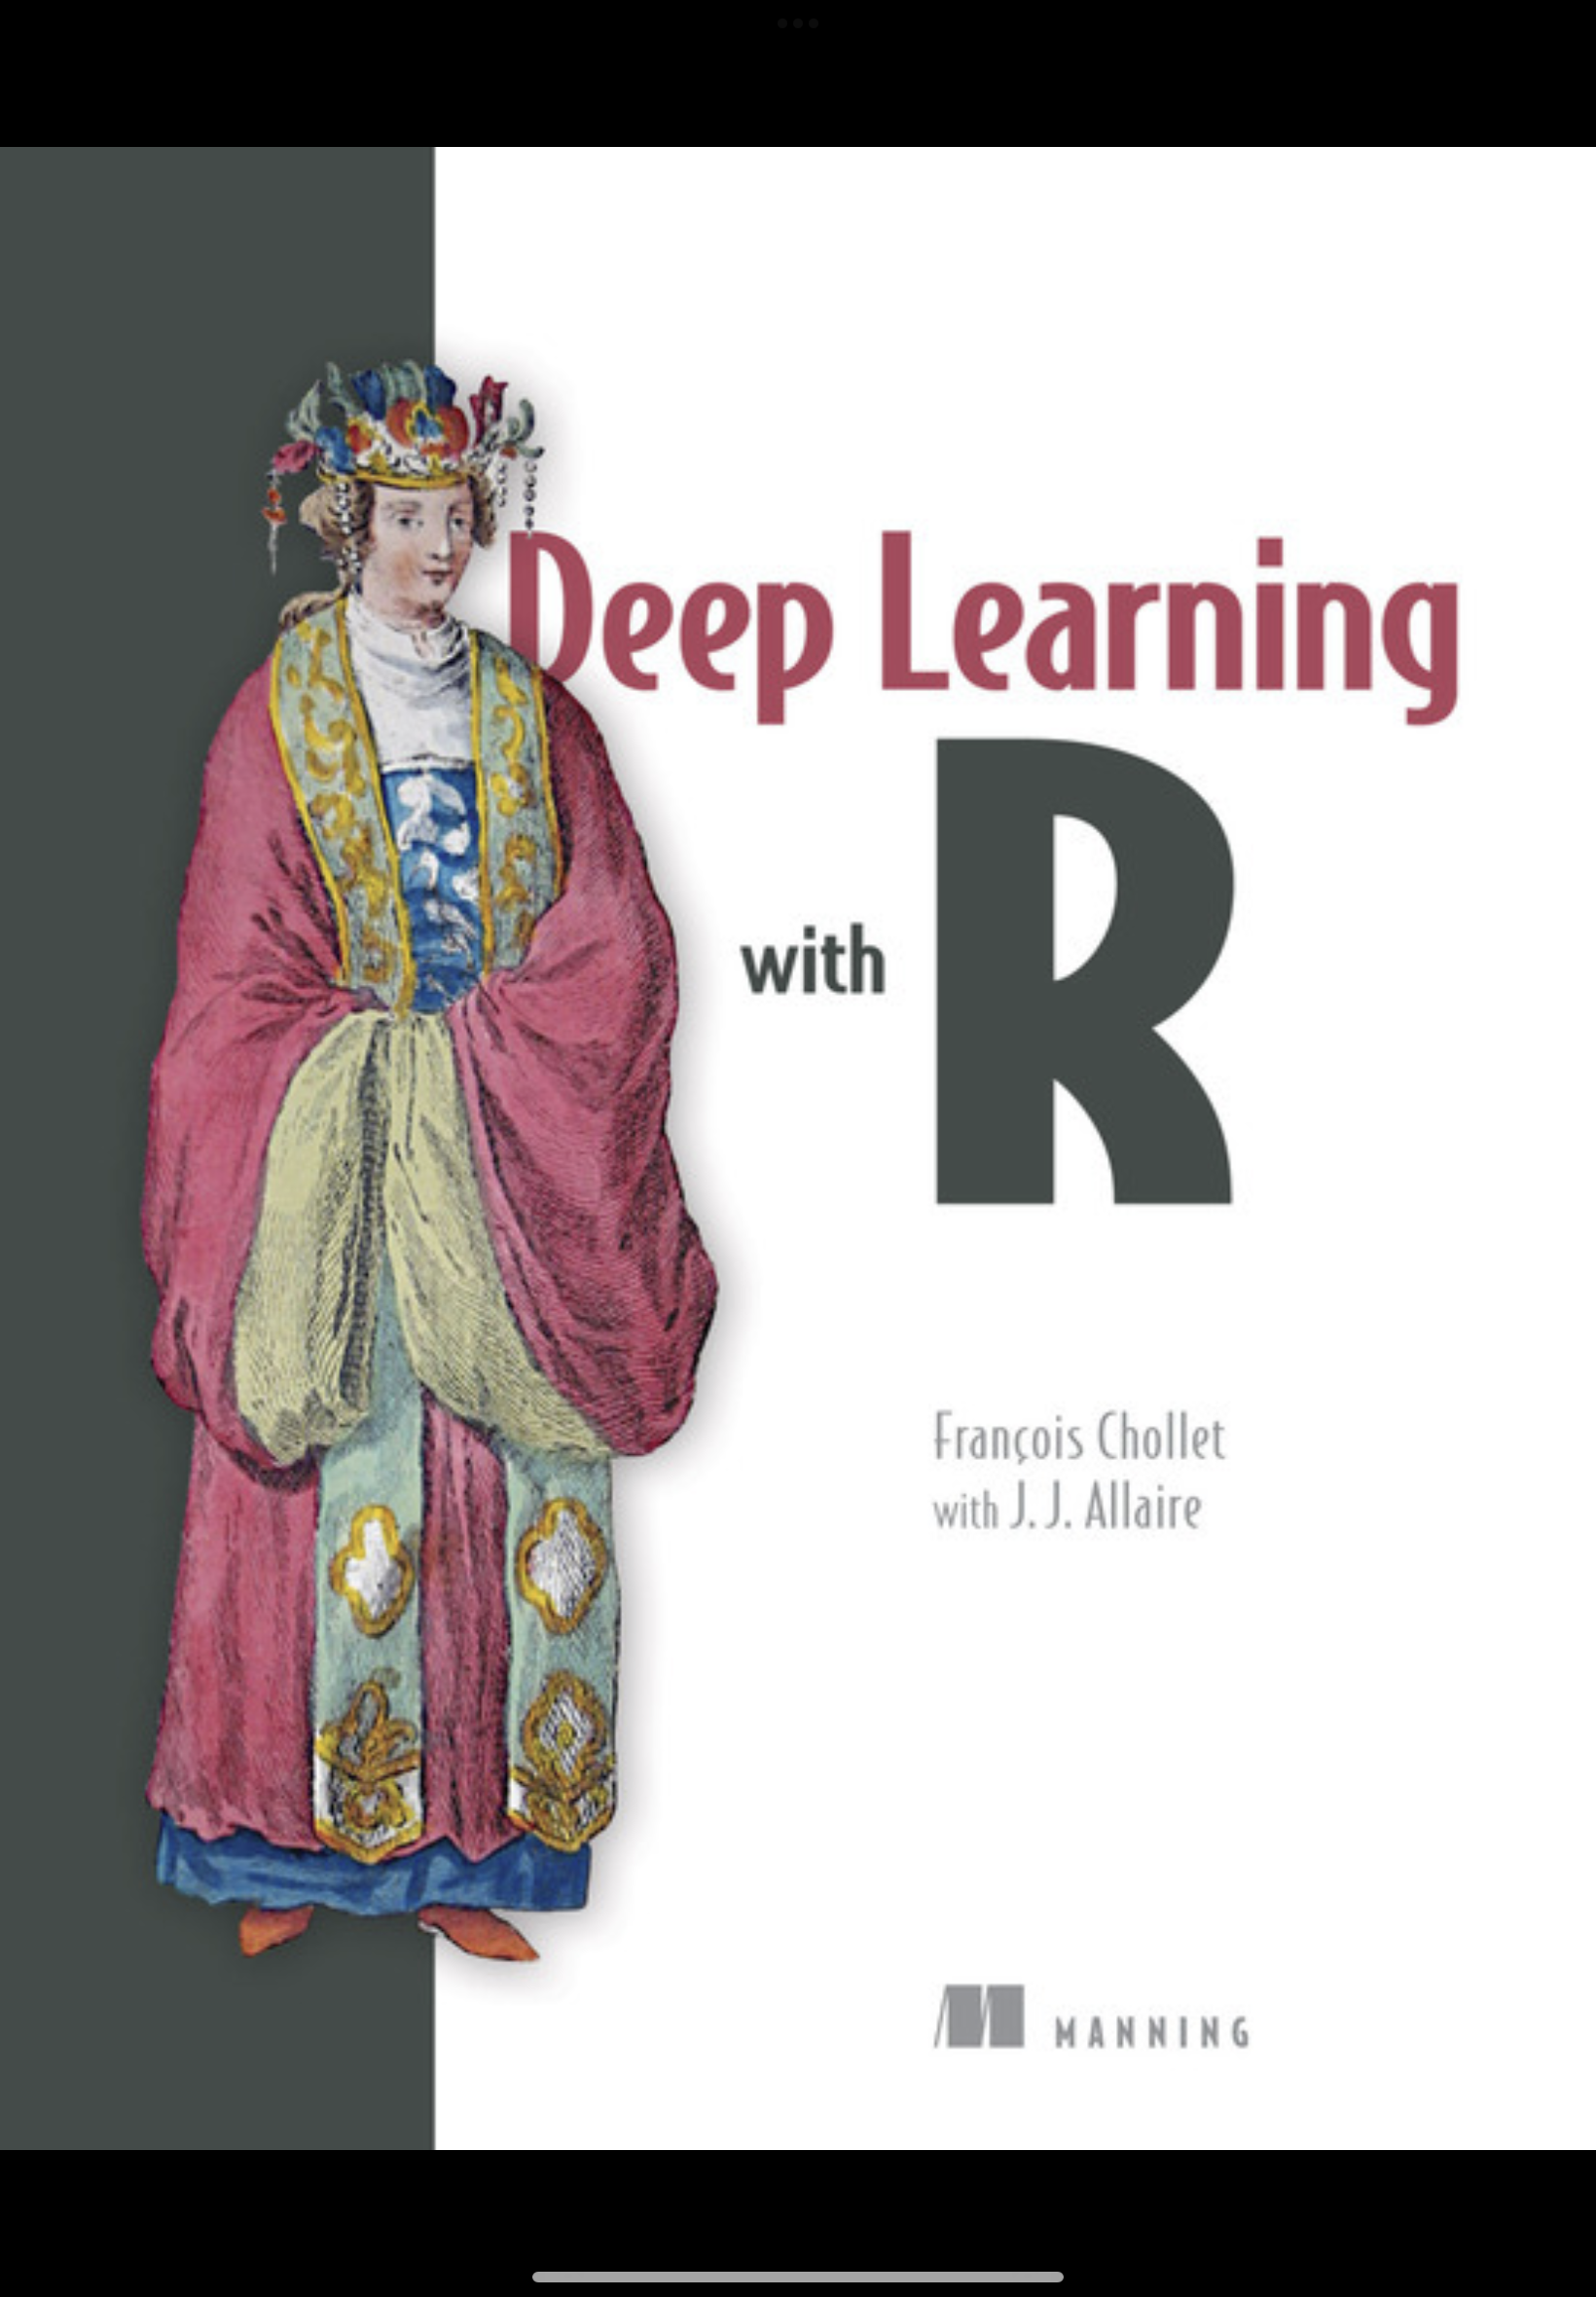 Deep Learning
with R
François Chollet
with J. J. Allaire
MANNING